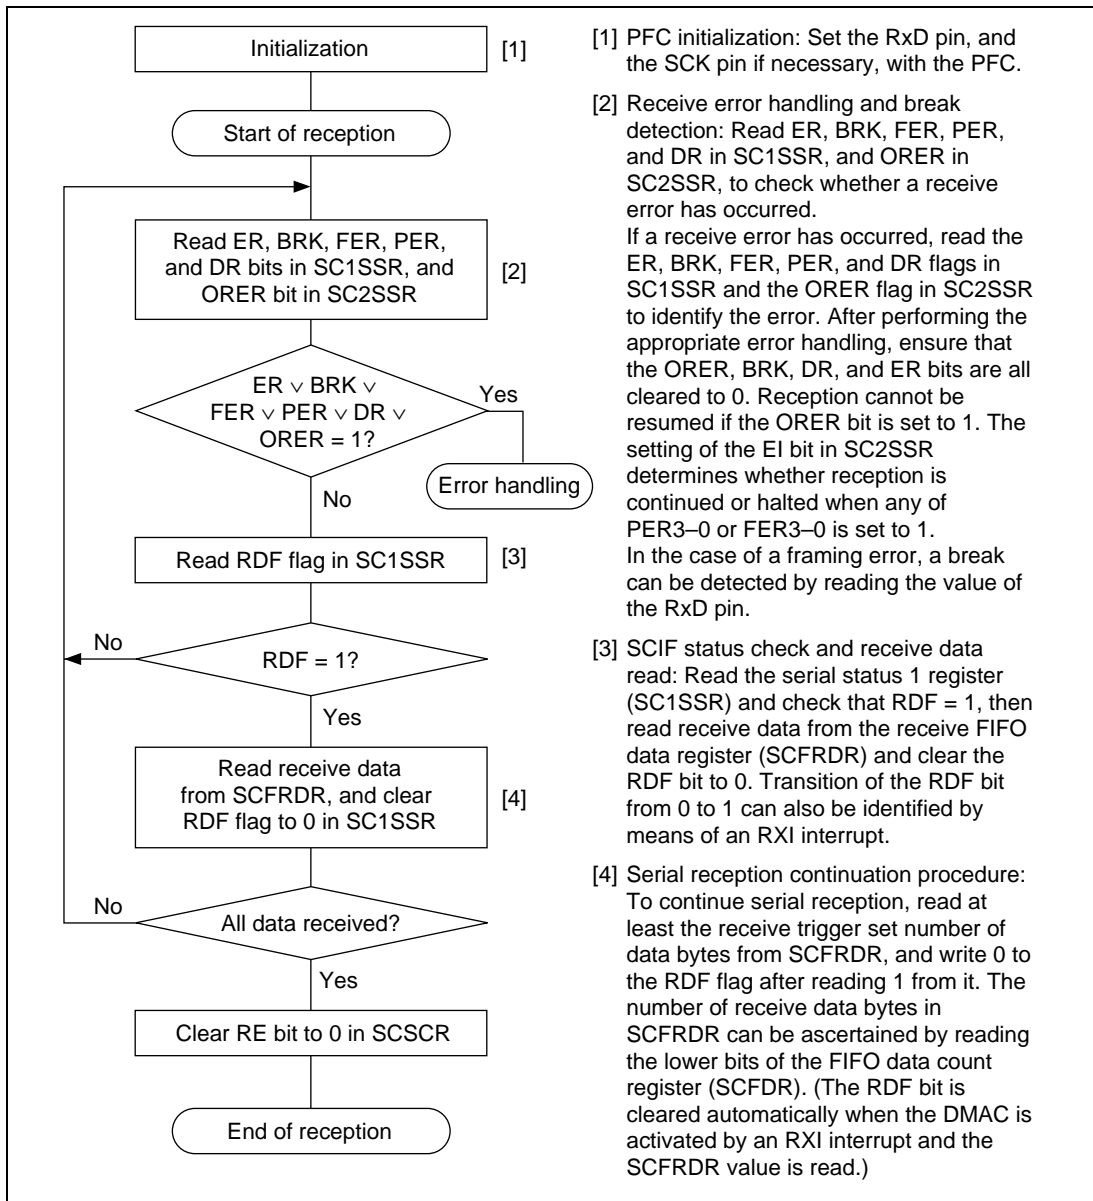 Initialization
[1]
Start of reception
Read ER, BRK, FER, PER,
and DR bits in SC1SSR, and
ORER bit in SC2SSR
[2]
ER ∨ BRK ∨
FER ∨ PER ∨ DR ∨
ORER = 1?
Yes
Error handling
No
Read RDF flag in SC1SSR
[3]
No
RDF = 1?
Yes
Read receive data
from SCFRDR, and clear
RDF flag to 0 in SC1SSR
[4]
No
All data received?
Yes
Clear RE bit to 0 in SCSCR
End of reception
[1] PFC initialization: Set the RxD pin, and
the SCK pin if necessary, with the PFC.
[2] Receive error handling and break
detection: Read ER, BRK, FER, PER,
and DR in SC1SSR, and ORER in
SC2SSR, to check whether a receive
error has occurred.
If a receive error has occurred, read the
ER, BRK, FER, PER, and DR flags in
SC1SSR and the ORER flag in SC2SSR
to identify the error. After performing the
appropriate error handling, ensure that
the ORER, BRK, DR, and ER bits are all
cleared to 0. Reception cannot be
resumed if the ORER bit is set to 1. The
setting of the EI bit in SC2SSR
determines whether reception is
continued or halted when any of
PER3–0 or FER3–0 is set to 1.
In the case of a framing error, a break
can be detected by reading the value of
the RxD pin.
[3] SCIF status check and receive data
read: Read the serial status 1 register
(SC1SSR) and check that RDF = 1, then
read receive data from the receive FIFO
data register (SCFRDR) and clear the
RDF bit to 0. Transition of the RDF bit
from 0 to 1 can also be identified by
means of an RXI interrupt.
[4] Serial reception continuation procedure:
To continue serial reception, read at
least the receive trigger set number of
data bytes from SCFRDR, and write 0 to
the RDF flag after reading 1 from it. The
number of receive data bytes in
SCFRDR can be ascertained by reading
the lower bits of the FIFO data count
register (SCFDR). (The RDF bit is
cleared automatically when the DMAC is
activated by an RXI interrupt and the
SCFRDR value is read.)